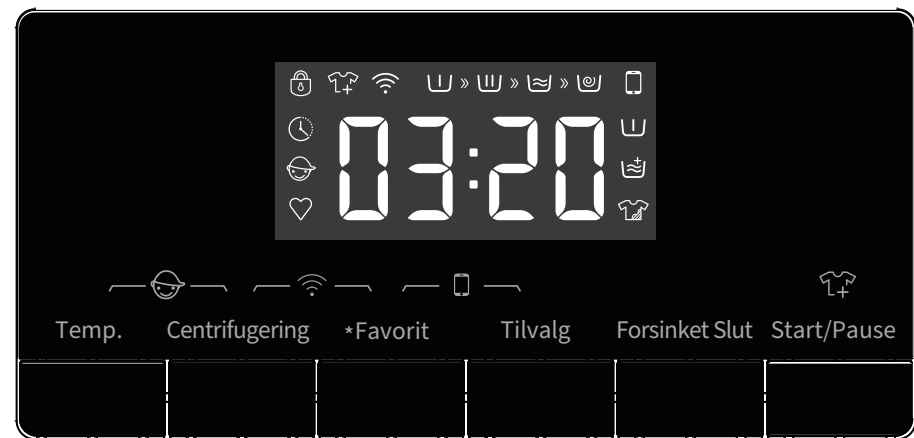 03:20
Temp. Centrifugering *Favorit Tilvalg Forsinket Slut Start/Pause